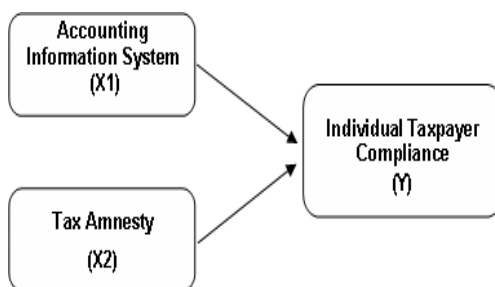 Accounting
Information System
(X1)
Individual Taxpayer
Compliance
(Y)
Tax Amnesty
(X2)